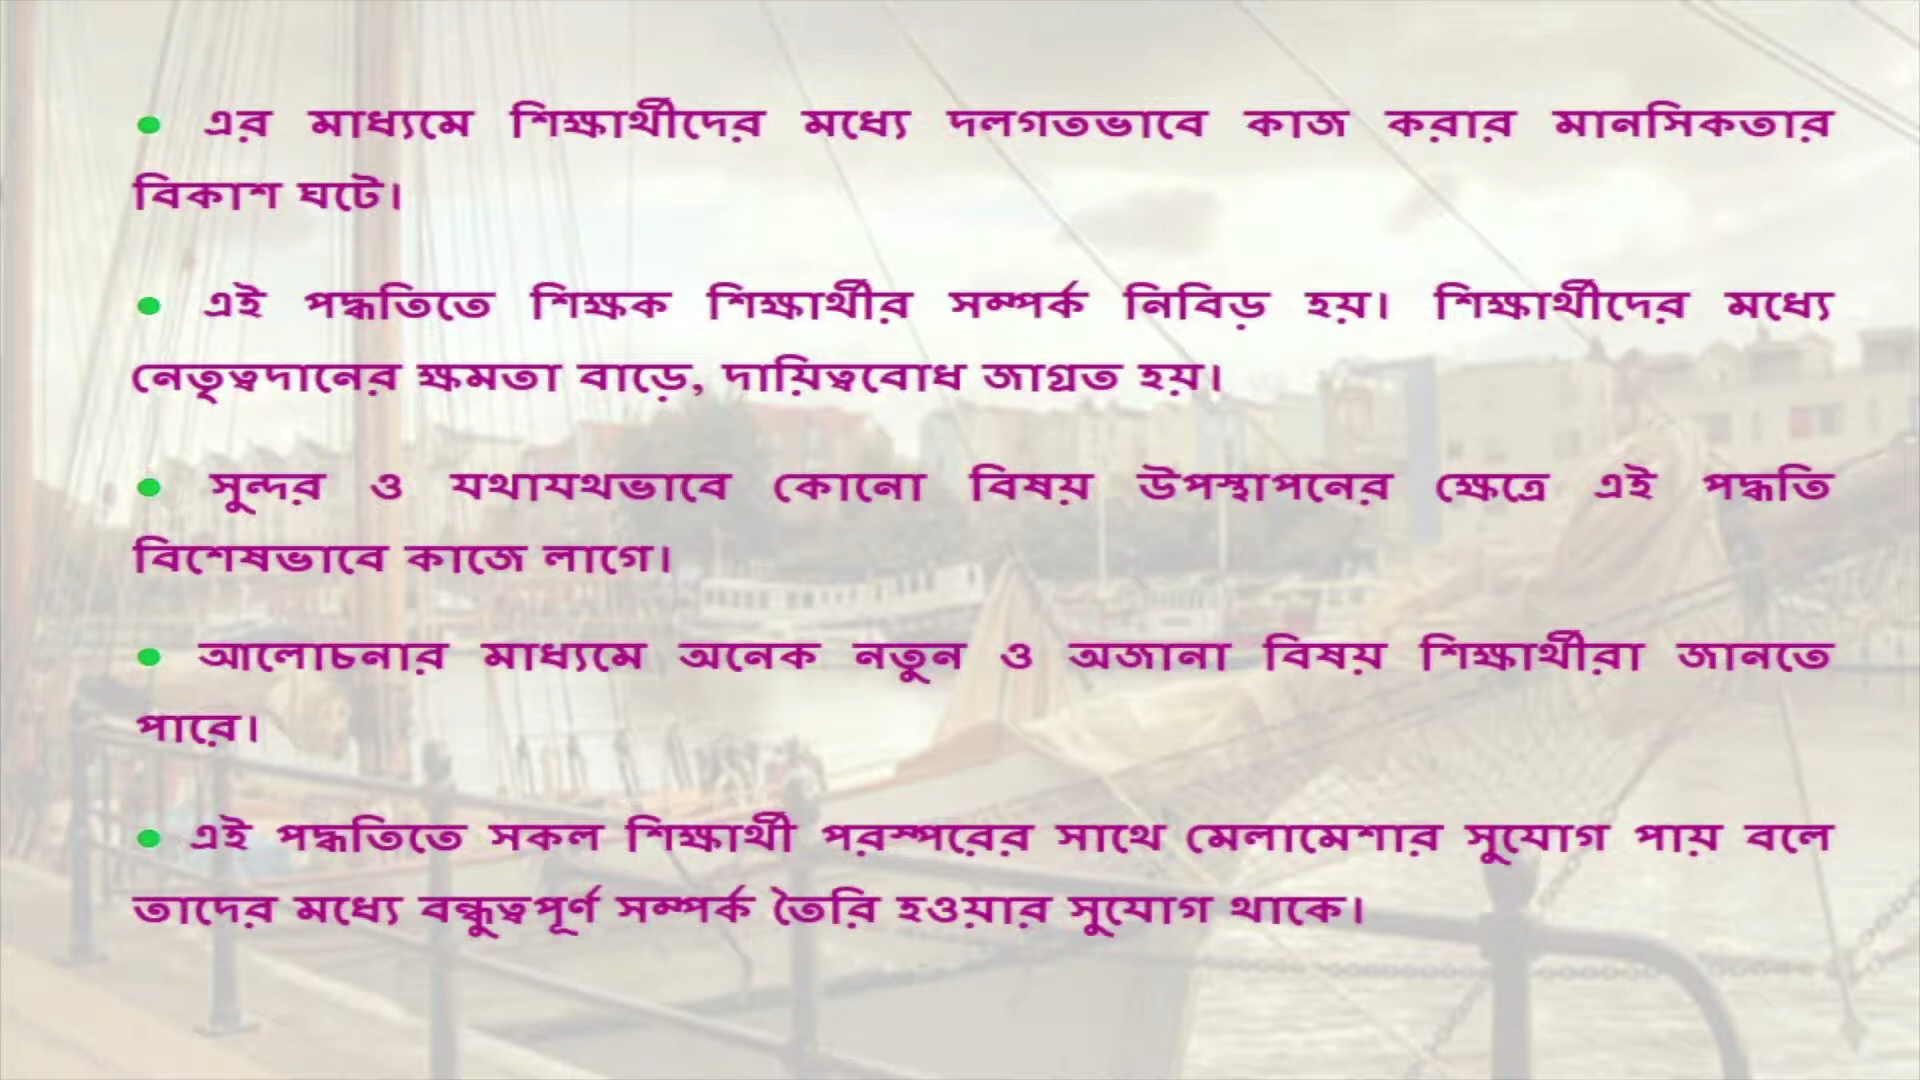 • এর মাধ্যমে শিক্ষার্থীদের মধ্যে দলগতভাবে কাজ করার মানসিকতার
বিকাশ ঘটে।
• এই পদ্ধতিতে শিক্ষক শিক্ষার্থীর সম্পর্ক নিবিড় হয়। শিক্ষার্থীদের মধ্যে
নেতৃত্বদানের ক্ষমতা বাড়ে, দায়িত্ববোধ জাগ্রত হয়।
• সুন্দর ও যথাযথভাবে কোনো বিষয় উপস্থাপনের ক্ষেত্রে এই পদ্ধতি
বিশেষভাবে কাজে লাগে।
• আলোচনার মাধ্যমে অনেক নতুন ও অজানা বিষয় শিক্ষার্থীরা জানতে
পারে।
• এই পদ্ধতিতে সকল শিক্ষার্থী পরস্পরের সাথে মেলামেশার সুযোগ পায় বলে
তাদের মধ্যে বন্ধুত্বপূর্ণ সম্পর্ক তৈরি হওয়ার সুযোগ থাকে।